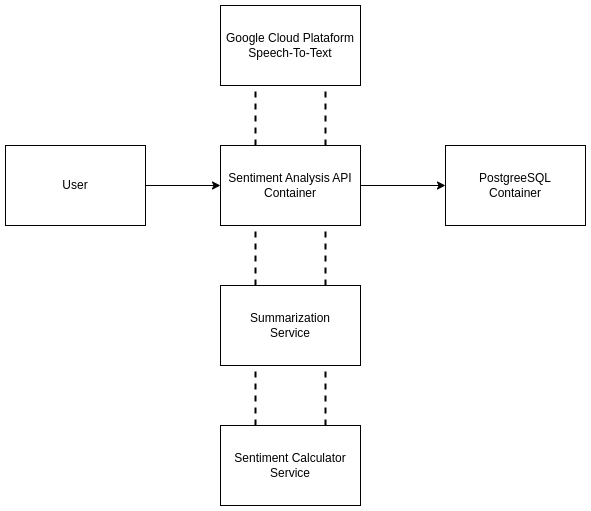 Google Cloud Plataform
Speech-To-Text
User
Sentiment Analysis API
Container
PostgreeSQL
Container
Summarization
Service
Sentiment Calculator
Service